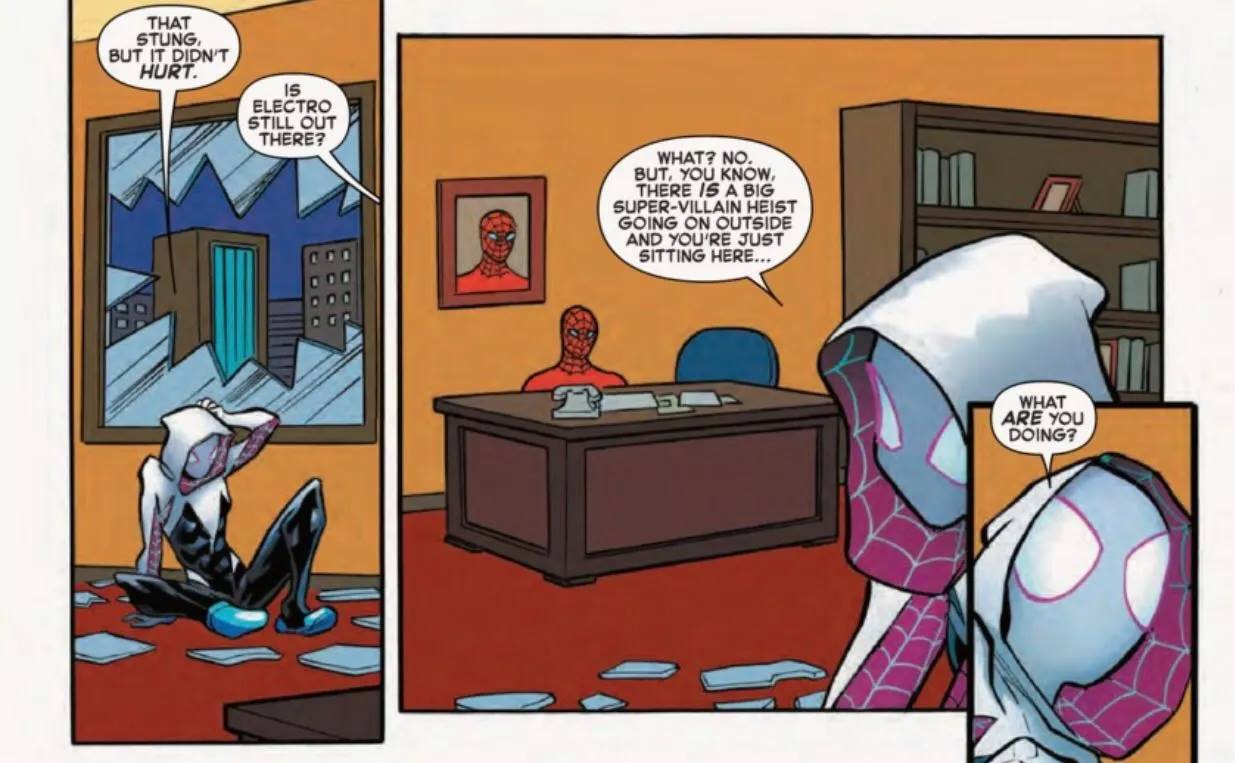 THAT
STUNG,
BUT IT DIDN'T
HURT.
IS
ELECTRO
STILL OUT
THERE?
WHAT? NO.
BUT, YOU KNOW,
THERE IS A BIG
SUPER-VILLAIN HEIST
GOING ON OUTSIDE
AND YOU'RE JUST
SITTING HERE...
WHAT
ARE YOU
DOING?